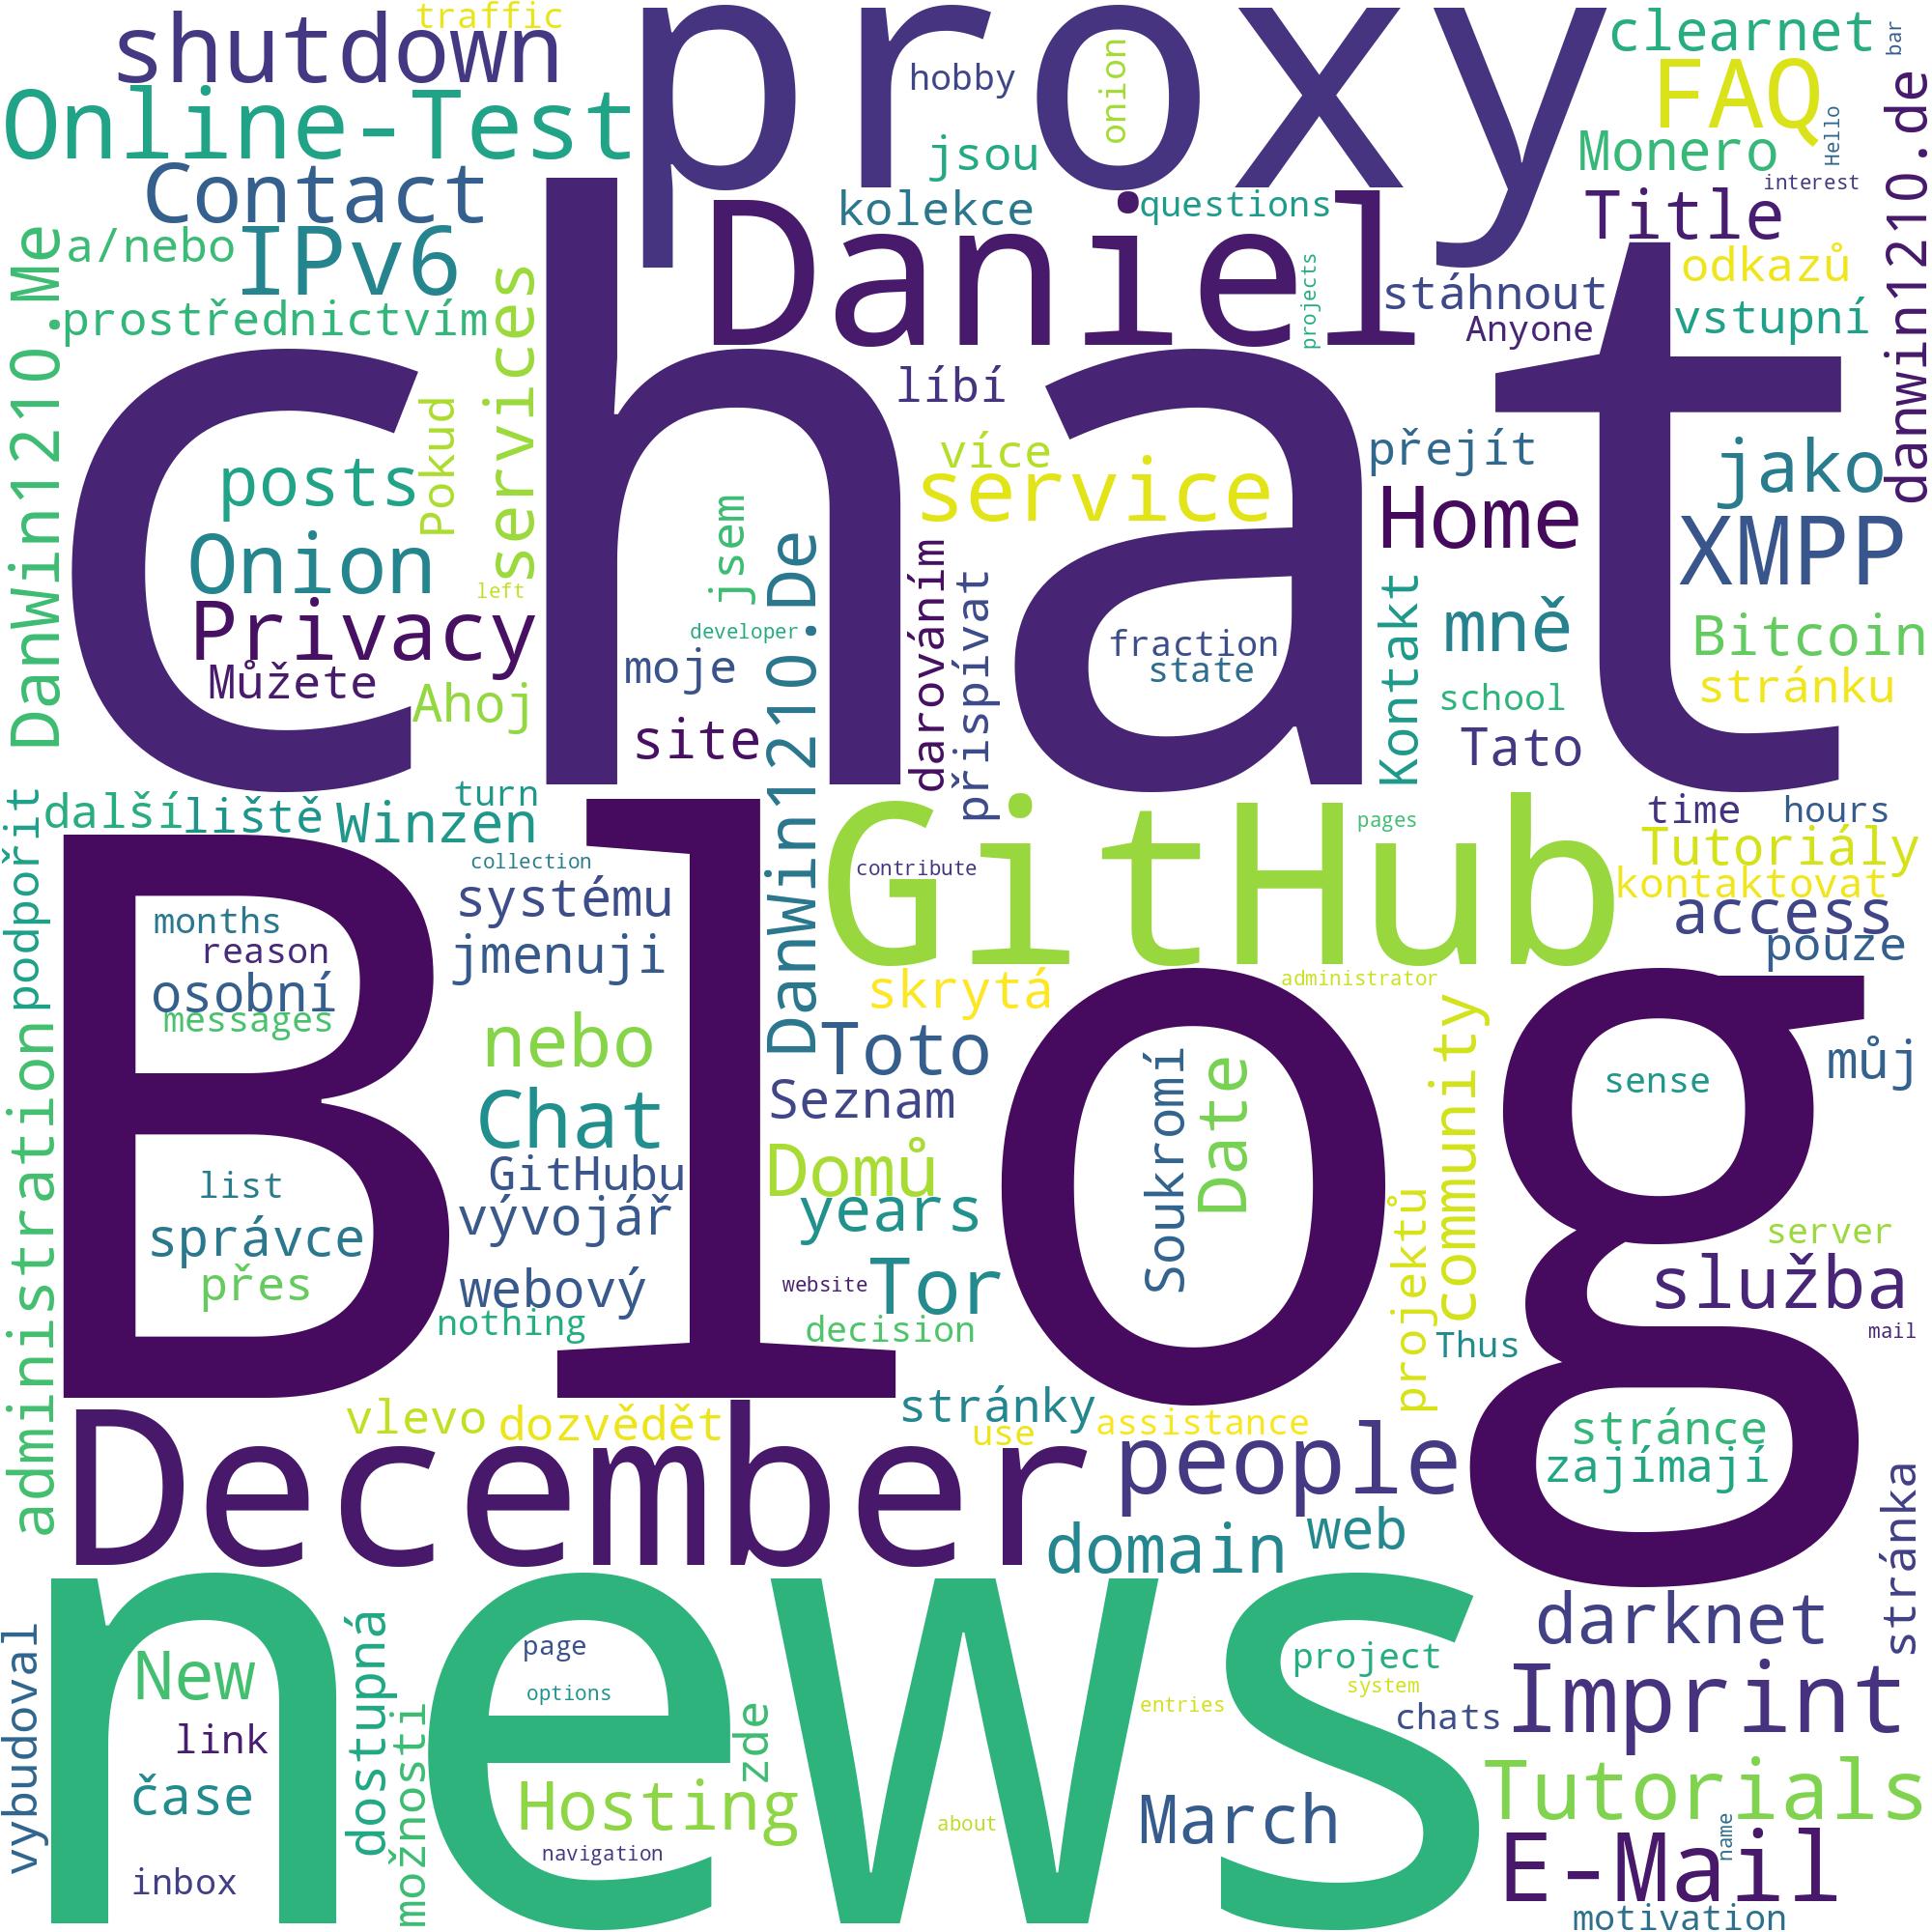 traffic
shutdown
proxy
hobby
onion
clearnet
bar
Online-Test
FAQ
Hello
danwin1210.de
jsou
Monero
Contact
kolekce
questions
interest
Title
a/nebo
IPv6
DanWin1210.Me
services
Daniel
projects
stáhnout
odkazů
prostřednictvím
Anyone
vstupní
chat
líbí
Pokud
více
přejít
jako
posts
service
Home
jsem
XMPP
Onion
DanWin1210.De
darováním
přispívat
Kontakt
left
Privacy
developer
fraction
mně
Bitcoin
Můžete
moje
state
school
stránku
Ahoj
site
Tato
podpořit
další
liště
turn
Winzen
GitHub
pages
time
hours
Tutoriály
collection
contribute
kontaktovat
Blog
systému
access
months
reason
jmenuji
pouze
osobní
skrytá
administrator
messages
administration
nebo
Toto
Soukromí
Date
community
můj
Seznam
sense
Chat
list
GitHubu
Domů
správce
vývojář
years
projektů
server
přes
webový
website
Tor
služba
nothing
decision
Thus
mail
vlevo
dozvědět
stránky
use
assistance
stránce
zajímají
December
people
stránka
domain
web
news
vybudoval
New
dostupná
možnosti
page
project
darknet
options
system
entries
chats
link
zde
Imprint
čase
Hosting
about
March
Tutorials
navigation
name
inbox
E-Mail
motivation